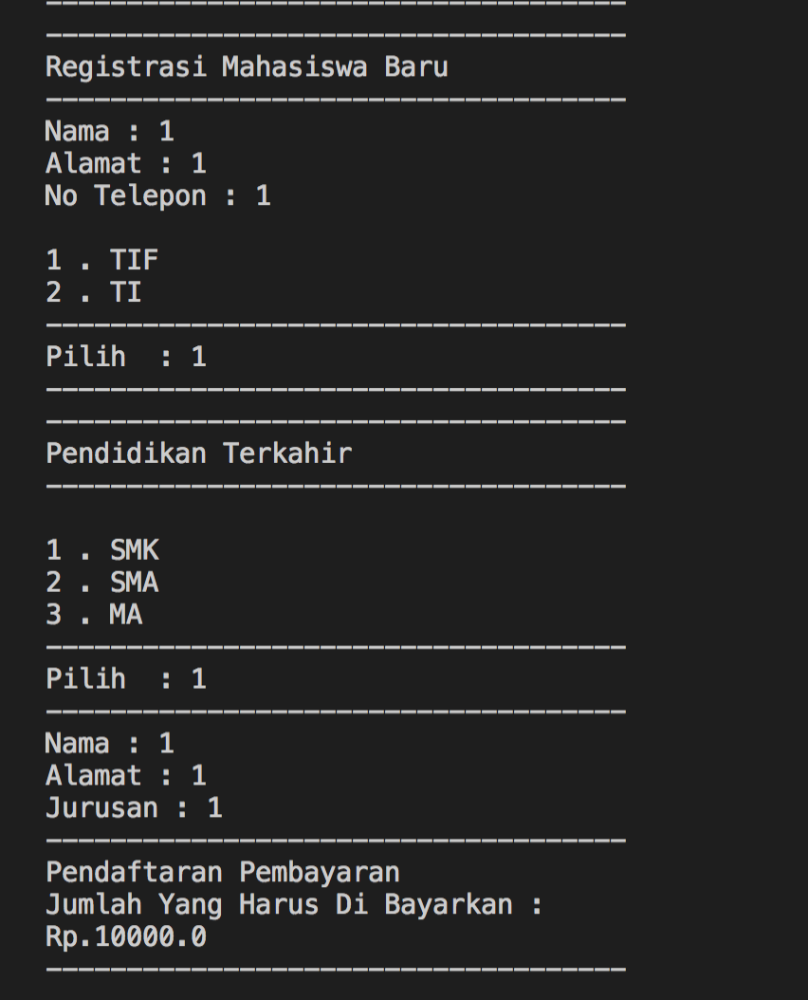 ------------------------------------
------------------------------------
Registrasi Mahasiswa Baru
------------------------------------
Nama : 1
Alamat : 1
No Telepon : 1

1 . TIF
2 . TI
------------------------------------
Pilih  : 1
------------------------------------
------------------------------------
Pendidikan Terkahir
------------------------------------

1 . SMK
2 . SMA
3 . MA
------------------------------------
Pilih  : 1
------------------------------------
Nama : 1
Alamat : 1
Jurusan : 1
------------------------------------
Pendaftaran Pembayaran
Jumlah Yang Harus Di Bayarkan :
Rp.10000.0
------------------------------------